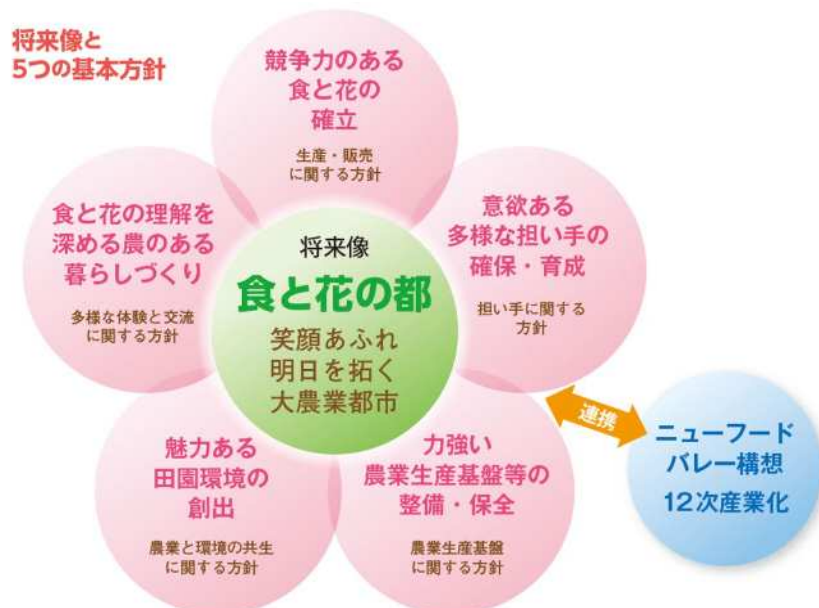 将来像と
5つの基本方針
競争力のある
食と花の
確立
生産・販売
に関する方針
意欲ある
多様な担い手の
確保・育成
担い手に関する
方針
力強い
農業生産基盤等の
整備・保全
農業生産基盤
に関する方針
魅力ある
田園環境の
創出
農業と環境の共生
に関する方針
食と花の理解を
深める農のある
暮らしづくり
多様な体験と交流
に関する方針
将来像
食と花の都
笑顔あふれ
明日を拓く
大農業都市
連携
ニューフード
バレー構想
12次産業化